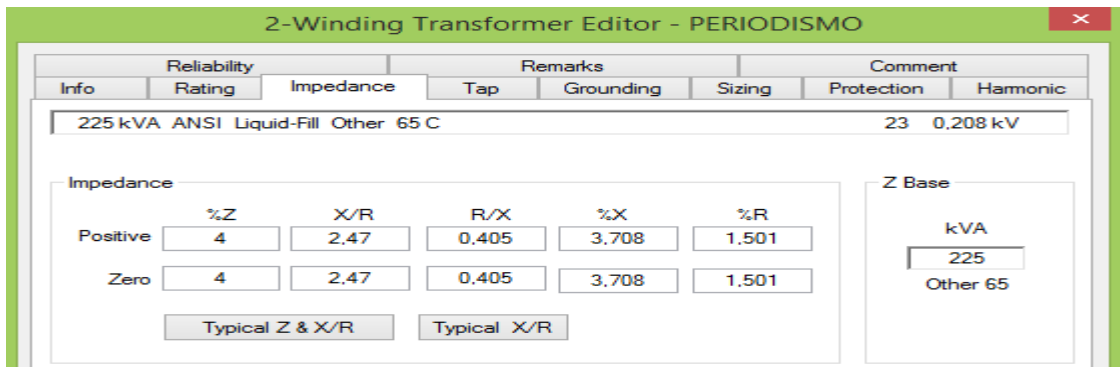 2-Winding Transformer Editor - PERIODISMO
Reliability Remarks Comment
Info Rating Impedance Tap Grounding Sizing Protection Harmonic
225 kVA ANSI Liquid-Fill Other 65 C 23 0,208 kV
Impedance Z Base
%Z X/R R/X %X %R
kVA
Positive 4 2,47 0,405 3,708 1,501
225
Zero 4 2,47 0,405 3,708 1,501
Other 65
Typical Z & X/R Typical X/R